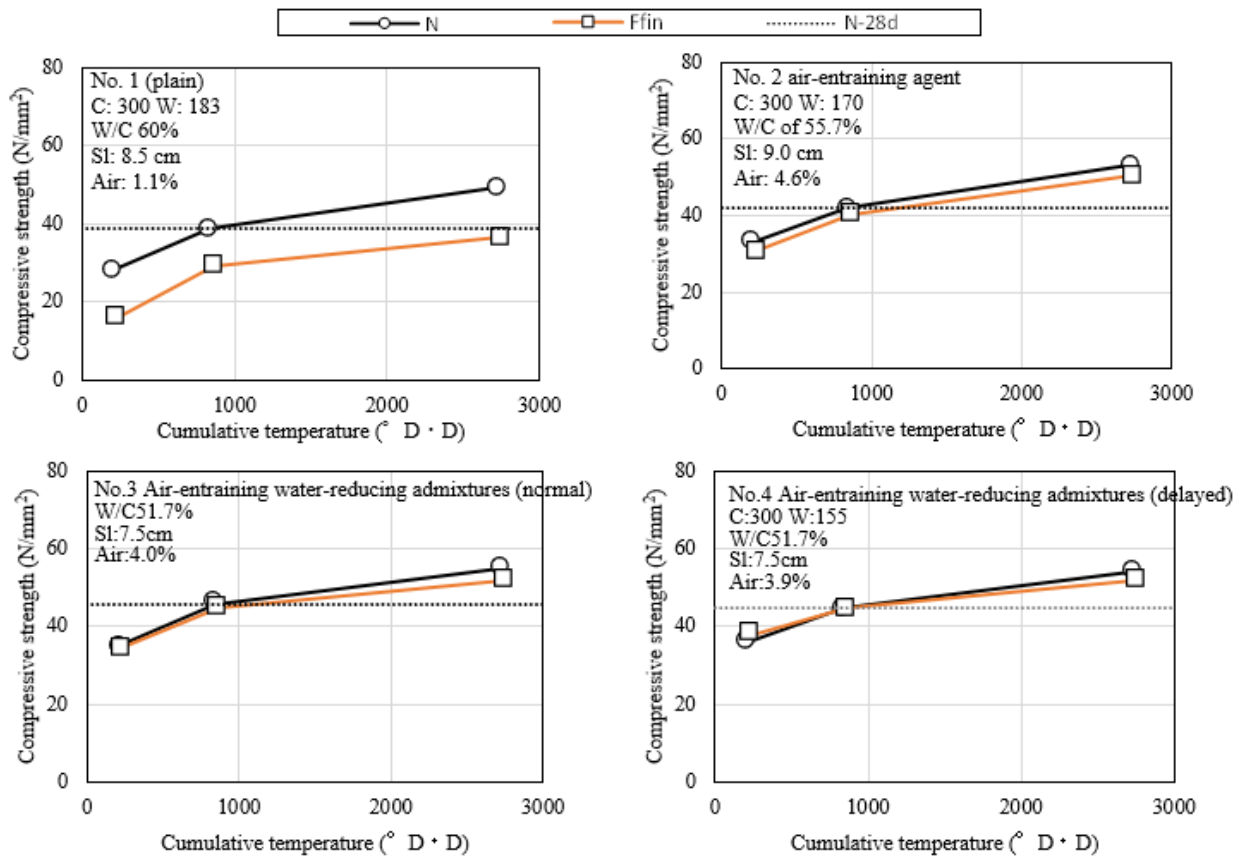 N Ffin N-28d
Compressive strength (N/mm²)
80
60
40
20
0
No. 1 (plain)
C: 300 W: 183
W/C 60%
Sl: 8.5 cm
Air: 1.1%
0 1000 2000 3000
Cumulative temperature (° D・D)
Compressive strength (N/mm²)
80
60
40
20
0
No. 2 air-entraining agent
C: 300 W: 170
W/C of 55.7%
Sl: 9.0 cm
Air: 4.6%
0 1000 2000 3000
Cumulative temperature (° D・D)
Compressive strength (N/mm²)
80
60
40
20
0
No.3 Air-entraining water-reducing admixtures (normal)
W/C51.7%
Sl:7.5cm
Air:4.0%
0 1000 2000 3000
Cumulative temperature (° D・D)
Compressive strength (N/mm²)
80
60
40
20
0
No.4 Air-entraining water-reducing admixtures (delayed)
C:300 W:155
W/C51.7%
Sl:7.5cm
Air:3.9%
0 1000 2000 3000
Cumulative temperature (° D・D)